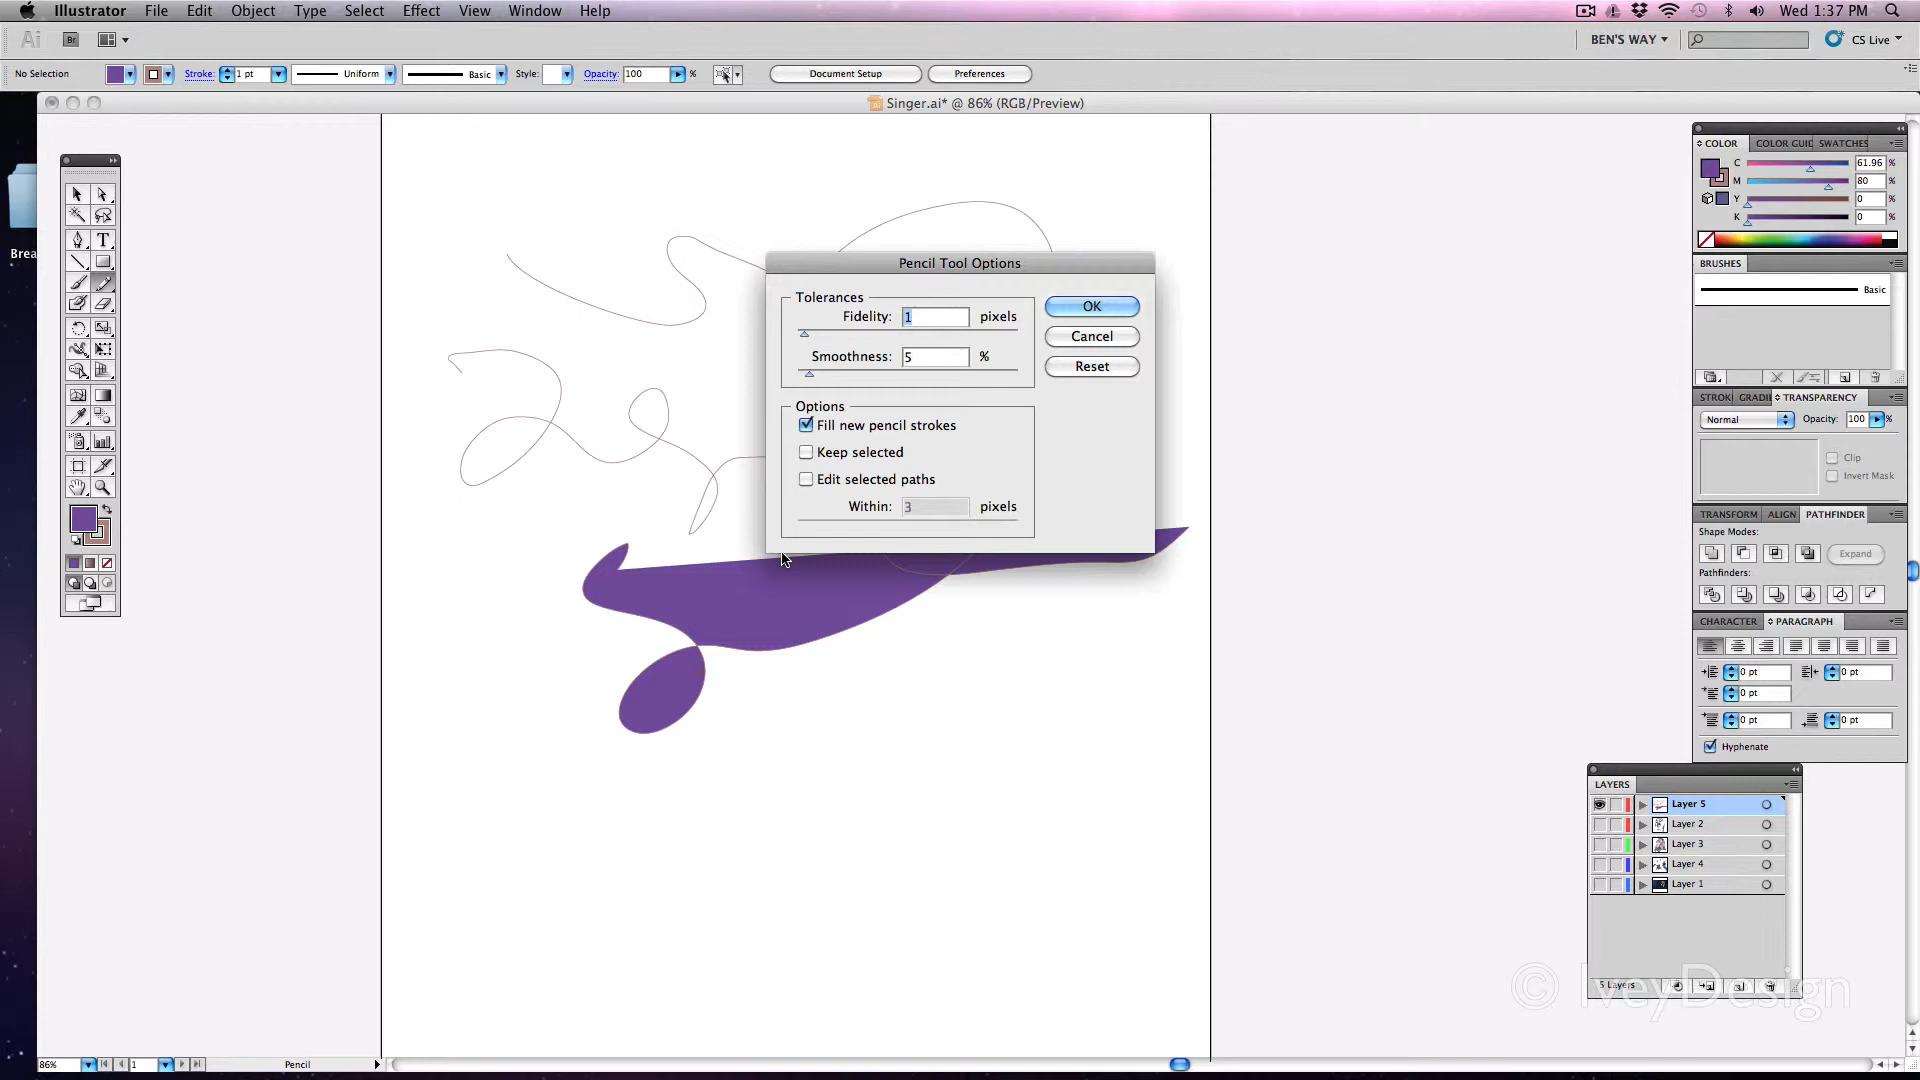 Illustrator File Edit Object Type Select Effect View Window Help
Wed 1:37 PM
Ai Br
BEN'S WAY
CS Live
No Selection
Stroke: 1 pt
Uniform
Basic
Style:
Opacity: 100 %
Document Setup
Preferences
Singer.ai* @ 86% (RGB/Preview)
Brea
T
Pencil Tool Options
Tolerances
Fidelity: 1 pixels
Smoothness: 5 %
OK
Cancel
Reset
Options
Fill new pencil strokes
Keep selected
Edit selected paths
Within: 3 pixels
COLOR COLOR GUID SWATCHES
C 61.96 %
M 80 %
Y 0 %
K 0 %
BRUSHES
Basic
STROK GRADI TRANSPARENCY
Normal Opacity: 100 %
Clip
Invert Mask
TRANSFORM ALIGN PATHFINDER
Shape Modes:
Expand
Pathfinders:
CHARACTER PARAGRAPH
0 pt 0 pt
0 pt
0 pt 0 pt
Hyphenate
LAYERS
Layer 5
Layer 2
Layer 3
Layer 4
Layer 1
5 Layers
© IveyDesign
86% 1 Pencil